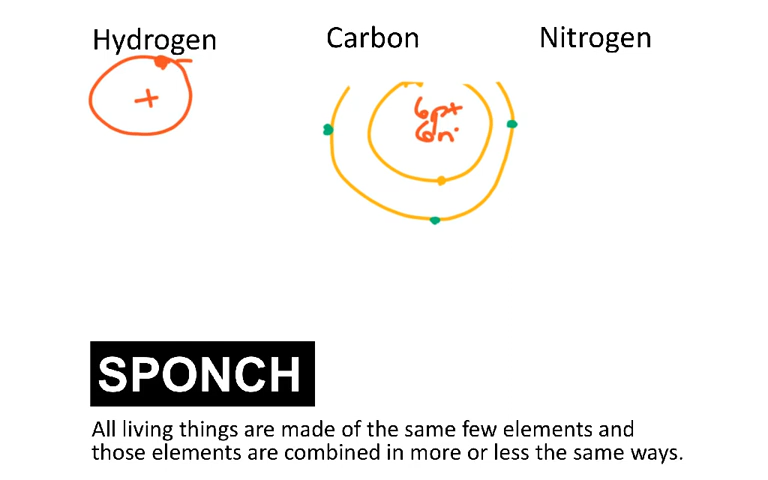 Hydrogen Carbon Nitrogen
+
6p+
6n
SPONCH
All living things are made of the same few elements and
those elements are combined in more or less the same ways.